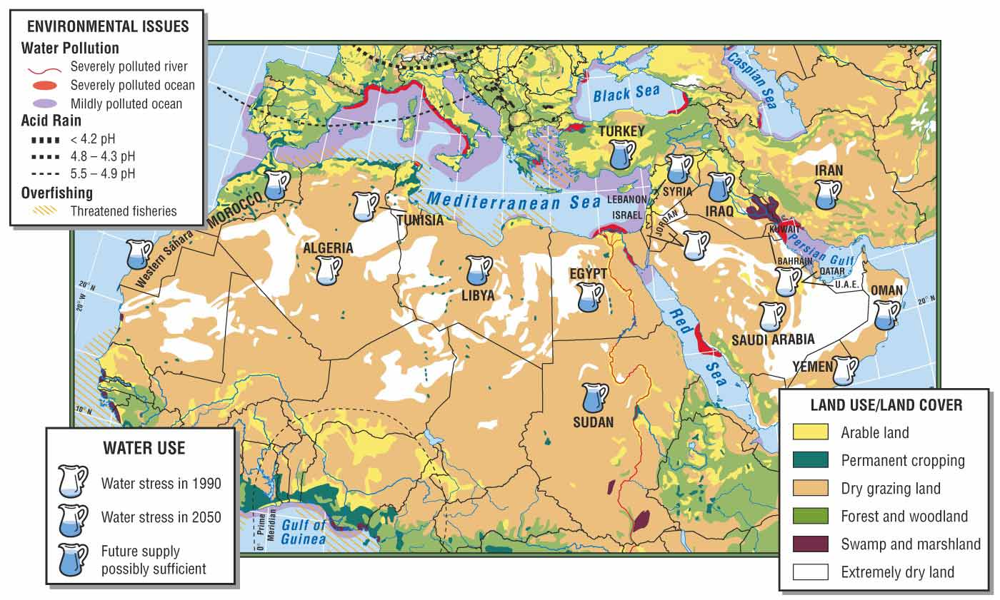 ENVIRONMENTAL ISSUES
Water Pollution
Severely polluted river
Severely polluted ocean
Mildly polluted ocean
Acid Rain
< 4.2 pH
4.8 – 4.3 pH
5.5 – 4.9 pH
Overfishing
Threatened fisheries
Caspian Sea
Black Sea
TURKEY
IRAN
SYRIA
LEBANON
ISRAEL
IRAQ
JORDAN
KUWAIT
Persian Gulf
Mediterranean Sea
MOROCCO
TUNISIA
Western Sahara
ALGERIA
LIBYA
EGYPT
BAHRAIN
QATAR
U.A.E.
OMAN
20° N
20° W
20° N
Red
Sea
SAUDI ARABIA
YEMEN
10° N
SUDAN
Gulf of
Guinea
0° Prime
Meridian
WATER USE
Water stress in 1990
Water stress in 2050
Future supply
possibly sufficient
LAND USE/LAND COVER
Arable land
Permanent cropping
Dry grazing land
Forest and woodland
Swamp and marshland
Extremely dry land